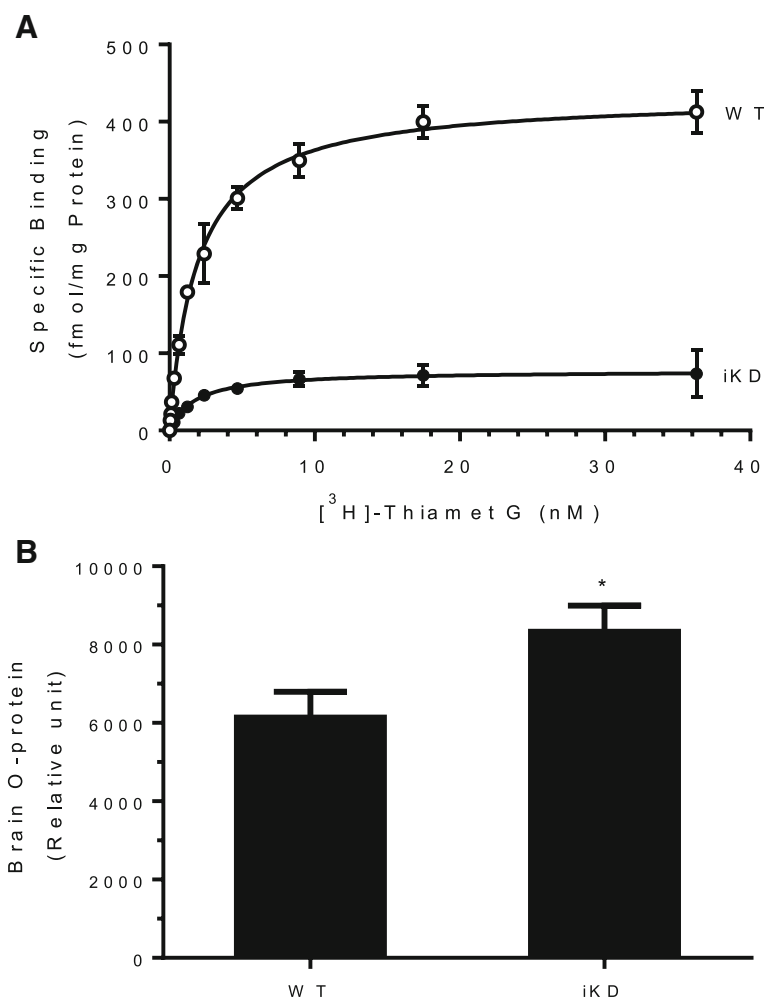 A
500
400
300
200
100
0
Specific Binding
(fmol/mg Protein)
WT
iKD
0 10 20 30 40
[³H]-Thiamet G (nM)
B
10000
8000
6000
4000
2000
0
Brain O-protein
(Relative unit)
*
WT iKD